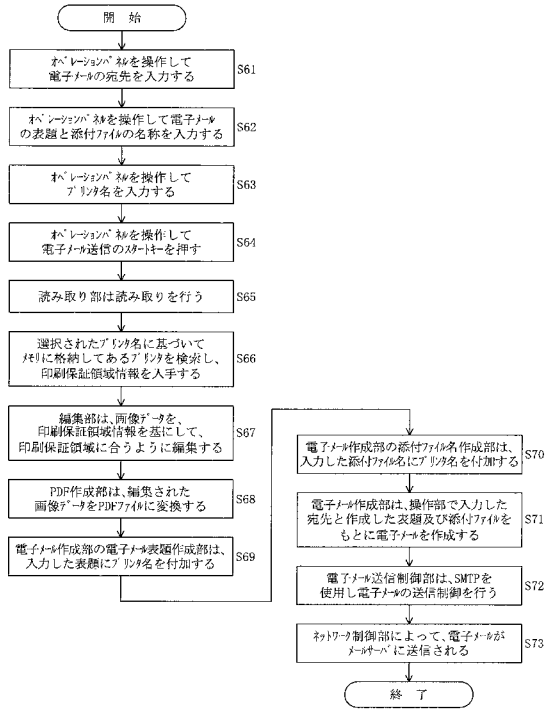 開始
ｵﾍﾟﾚｰｼｮﾝﾊﾟﾈﾙを操作して
電子ﾒｰﾙの宛先を入力する
S61
ｵﾍﾟﾚｰｼｮﾝﾊﾟﾈﾙを操作して電子ﾒｰﾙ
の表題と添付ﾌｧｲﾙの名称を入力する
S62
ｵﾍﾟﾚｰｼｮﾝﾊﾟﾈﾙを操作して
ﾌﾟﾘﾝﾀ名を入力する
S63
ｵﾍﾟﾚｰｼｮﾝﾊﾟﾈﾙを操作して
電子ﾒｰﾙ送信のｽﾀｰﾄｷｰを押す
S64
読み取り部は読み取りを行う
S65
選択されたﾌﾟﾘﾝﾀ名に基づいて
ﾒﾓﾘに格納してあるﾌﾟﾘﾝﾀを検索し、
印刷保証領域情報を入手する
S66
編集部は、画像ﾃﾞｰﾀを、
印刷保証領域情報を基にして、
印刷保証領域に合うように編集する
S67
PDF作成部は、編集された
画像ﾃﾞｰﾀをPDFﾌｧｲﾙに変換する
S68
電子ﾒｰﾙ作成部の電子ﾒｰﾙ表題作成部は、
入力した表題にﾌﾟﾘﾝﾀ名を付加する
S69
電子ﾒｰﾙ作成部の添付ﾌｧｲﾙ名作成部は、
入力した添付ﾌｧｲﾙ名にﾌﾟﾘﾝﾀ名を付加する
S70
電子ﾒｰﾙ作成部は、操作部で入力した
宛先と作成した表題及び添付ﾌｧｲﾙを
もとに電子ﾒｰﾙを作成する
S71
電子ﾒｰﾙ送信制御部は、SMTPを
使用し電子ﾒｰﾙの送信制御を行う
S72
ﾈｯﾄﾜｰｸ制御部によって、電子ﾒｰﾙが
ﾒｰﾙｻｰﾊﾞに送信される
S73
終了